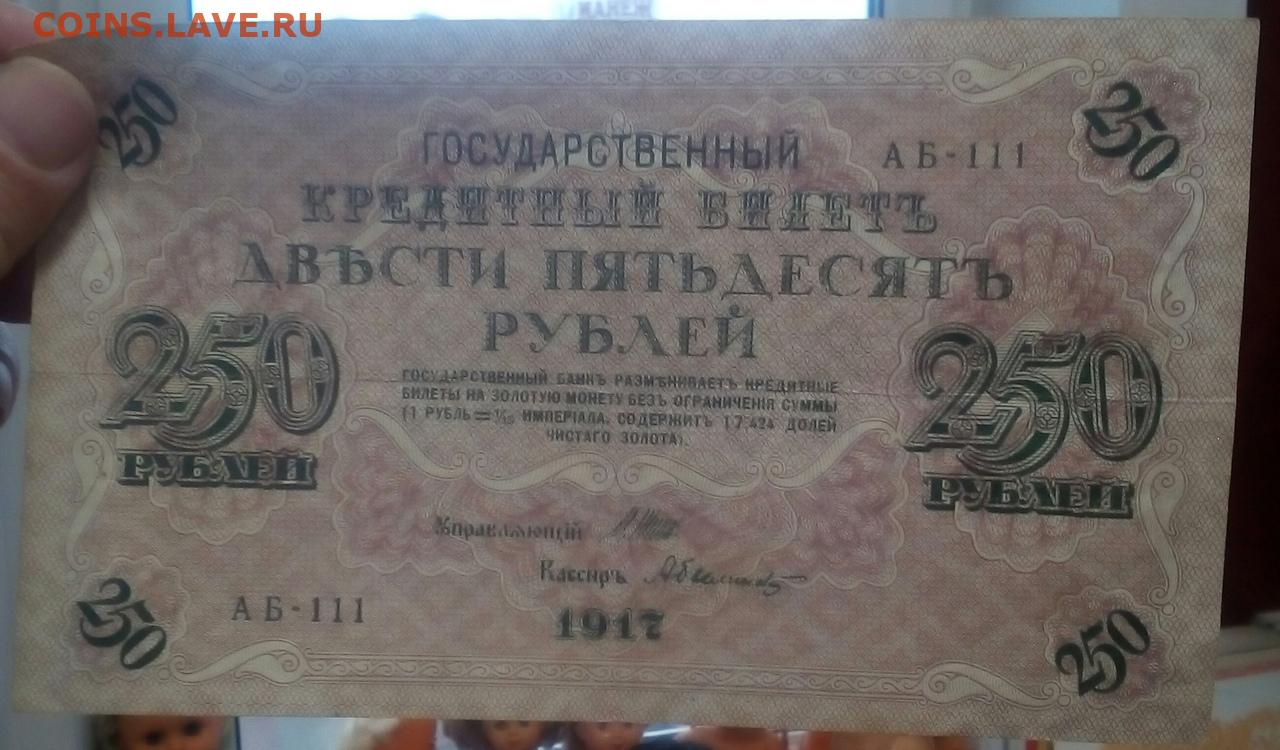 COINS.LAVE.RU
МАНЕЖ
250
250
ГОСУДАРСТВЕННЫЙ
АБ-111
КРЕДИТНЫЙ БИЛЕТЪ
ДВѢСТИ ПЯТЬДЕСЯТЪ
РУБЛЕЙ
250
РУБЛЕЙ
250
РУБЛЕЙ
ГОСУДАРСТВЕННЫЙ БАНКЪ РАЗМѢНИВАЕТЪ КРЕДИТНЫЕ
БИЛЕТЫ НА ЗОЛОТУЮ МОНЕТУ БЕЗЪ ОГРАНИЧЕНІЯ СУММЫ
(1 РУБЛЬ = 1/15 ИМПЕРІАЛА, СОДЕРЖИТЪ 17,424 ДОЛЕЙ
ЧИСТАГО ЗОЛОТА).
Управляющій
Кассиръ
АБ-111
1917
250
250